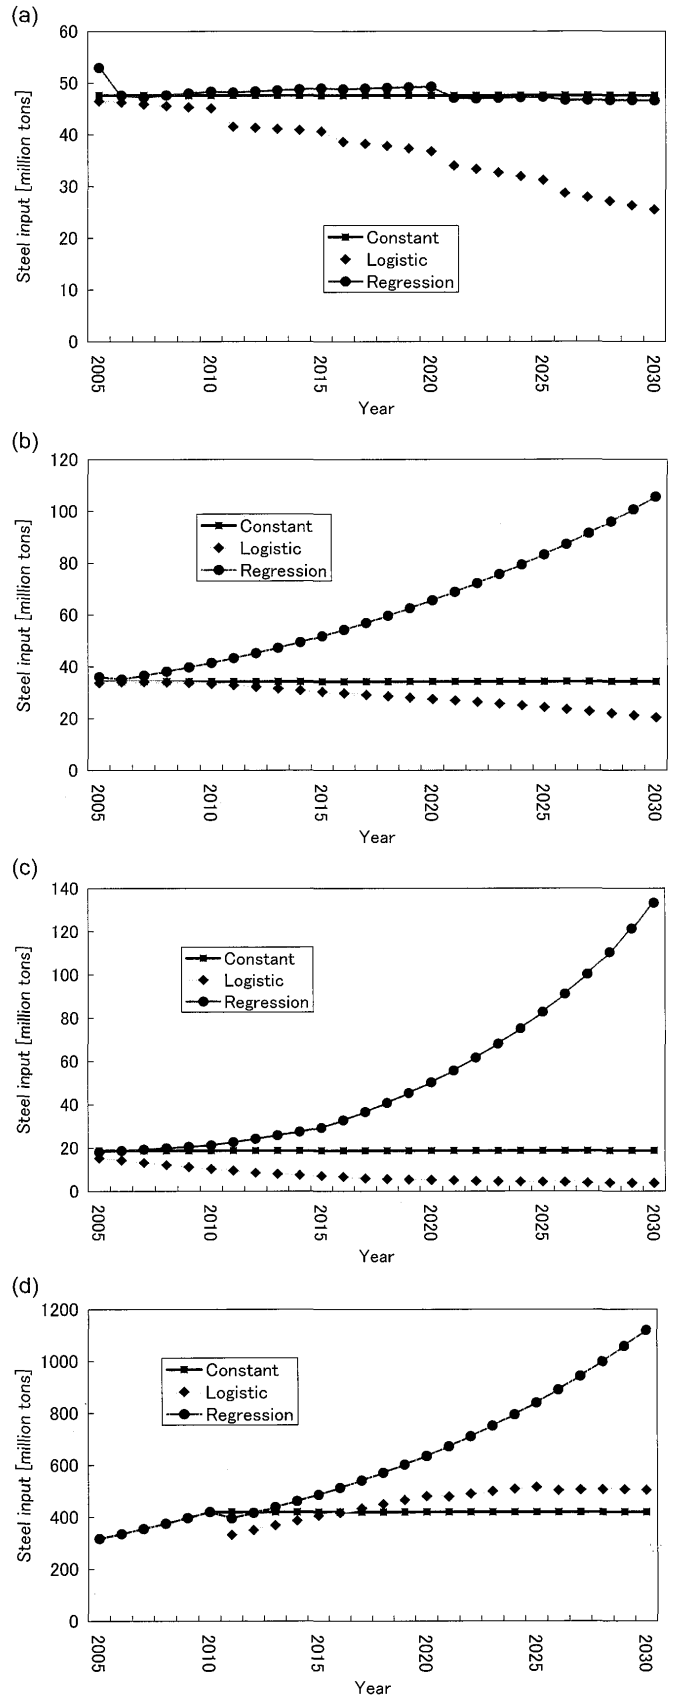 (a)
60
50
40
30
20
10
0
Steel input [million tons]
Constant
Logistic
Regression
2005
2010
2015
2020
2025
2030
Year
(b)
120
100
80
60
40
20
0
Steel input [million tons]
Constant
Logistic
Regression
2005
2010
2015
2020
2025
2030
Year
(c)
140
120
100
80
60
40
20
0
Steel input [million tons]
Constant
Logistic
Regression
2005
2010
2015
2020
2025
2030
Year
(d)
1200
1000
800
600
400
200
0
Steel input [million tons]
Constant
Logistic
Regression
2005
2010
2015
2020
2025
2030
Year